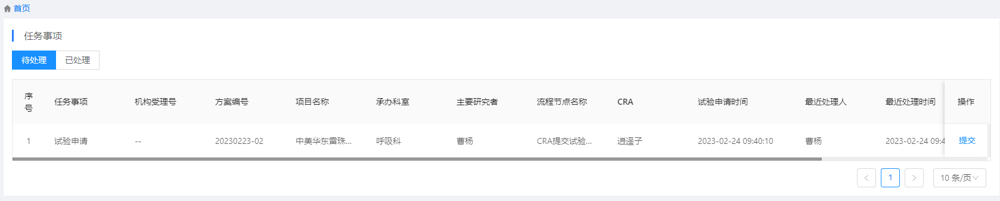 首页
任务事项
待处理 已处理
序号 任务事项 机构受理号 方案编号 项目名称 承办科室 主要研究者 流程节点名称 CRA 试验申请时间 最近处理人 最近处理时间 操作
1 试验申请 -- 20230223-02 中美华东雷珠... 呼吸科 曹杨 CRA提交试验... 逍遥子 2023-02-24 09:40:10 曹杨 2023-02-24 09:4 提交
1 10 条/页